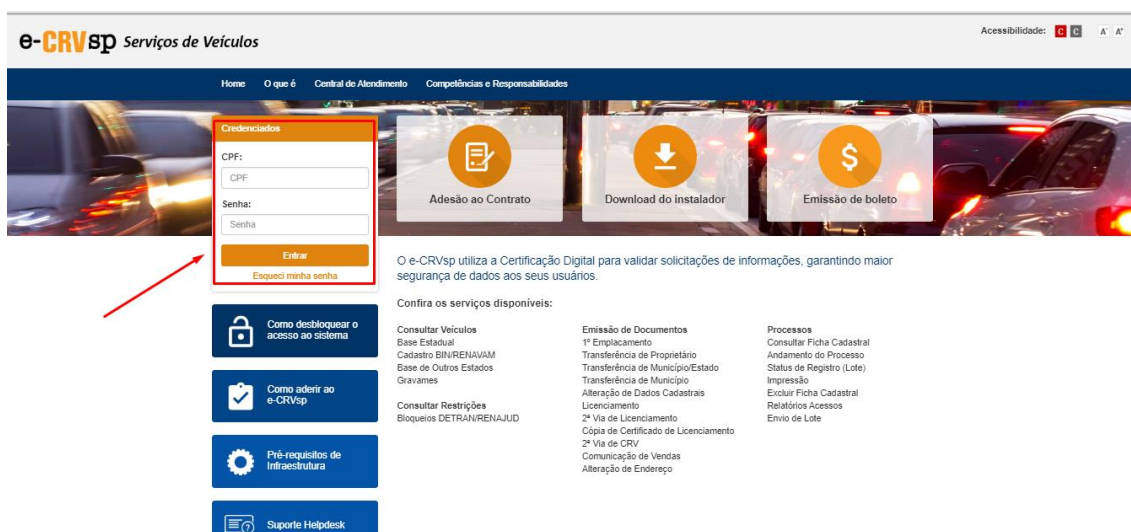 e-CRVsp Serviços de Veículos
Acessibilidade: C C A- A+
Home O que é Central de Atendimento Competências e Responsabilidades
Credenciados
CPF:
CPF
Senha:
Senha
Entrar
Esqueci minha senha
Adesão ao Contrato
Download do instalador
$
Emissão de boleto
Como desbloquear o
acesso ao sistema
Como aderir ao
e-CRVsp
Pré-requisitos de
Infraestrutura
?
Suporte Helpdesk
O e-CRVsp utiliza a Certificação Digital para validar solicitações de informações, garantindo maior
segurança de dados aos seus usuários.
Confira os serviços disponíveis:
Consultar Veículos
Base Estadual
Cadastro BIN/RENAVAM
Base de Outros Estados
Gravames
Consultar Restrições
Bloqueios DETRAN/RENAJUD
Emissão de Documentos
1º Emplacamento
Transferência de Proprietário
Transferência de Município/Estado
Transferência de Município
Alteração de Dados Cadastrais
Licenciamento
2ª Via de Licenciamento
Cópia de Certificado de Licenciamento
2ª Via de CRV
Comunicação de Vendas
Alteração de Endereço
Processos
Consultar Ficha Cadastral
Andamento do Processo
Status de Registro (Lote)
Impressão
Excluir Ficha Cadastral
Relatórios Acessos
Envio de Lote